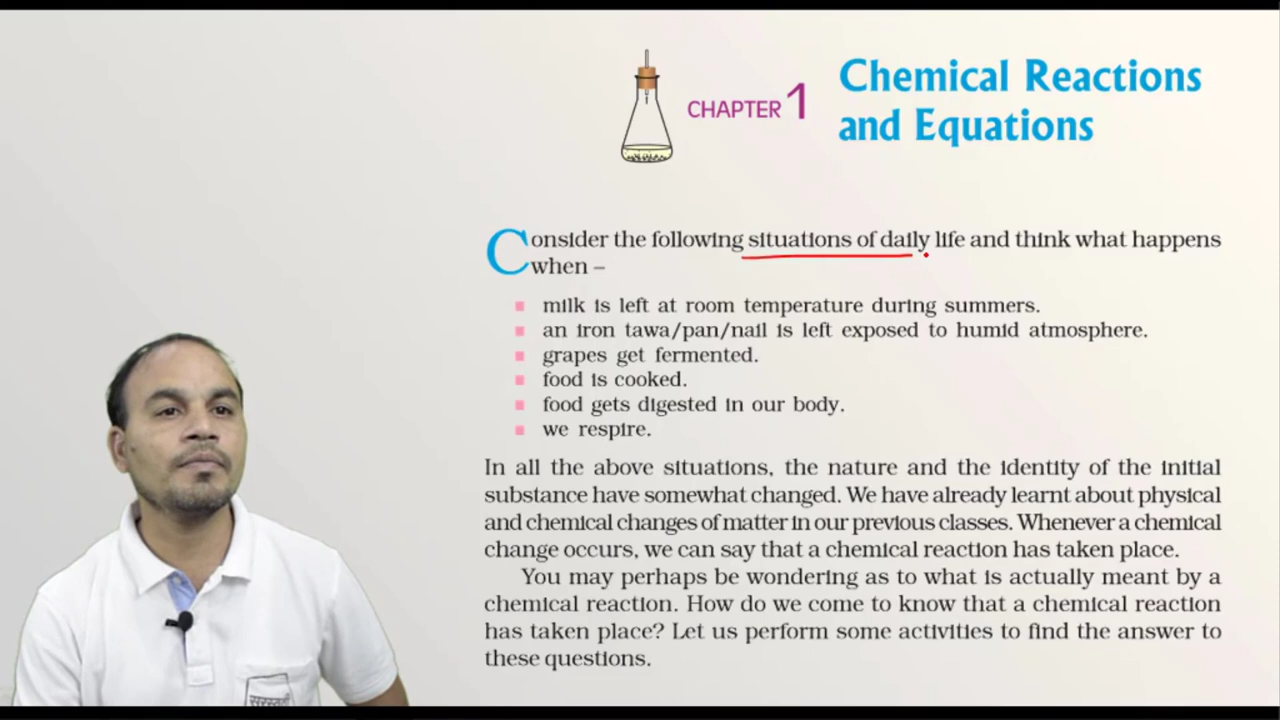 CHAPTER 1
Chemical Reactions
and Equations
Consider the following situations of daily life and think what happens
when –
milk is left at room temperature during summers.
an iron tawa/pan/nail is left exposed to humid atmosphere.
grapes get fermented.
food is cooked.
food gets digested in our body.
we respire.
In all the above situations, the nature and the identity of the initial
substance have somewhat changed. We have already learnt about physical
and chemical changes of matter in our previous classes. Whenever a chemical
change occurs, we can say that a chemical reaction has taken place.
You may perhaps be wondering as to what is actually meant by a
chemical reaction. How do we come to know that a chemical reaction
has taken place? Let us perform some activities to find the answer to
these questions.